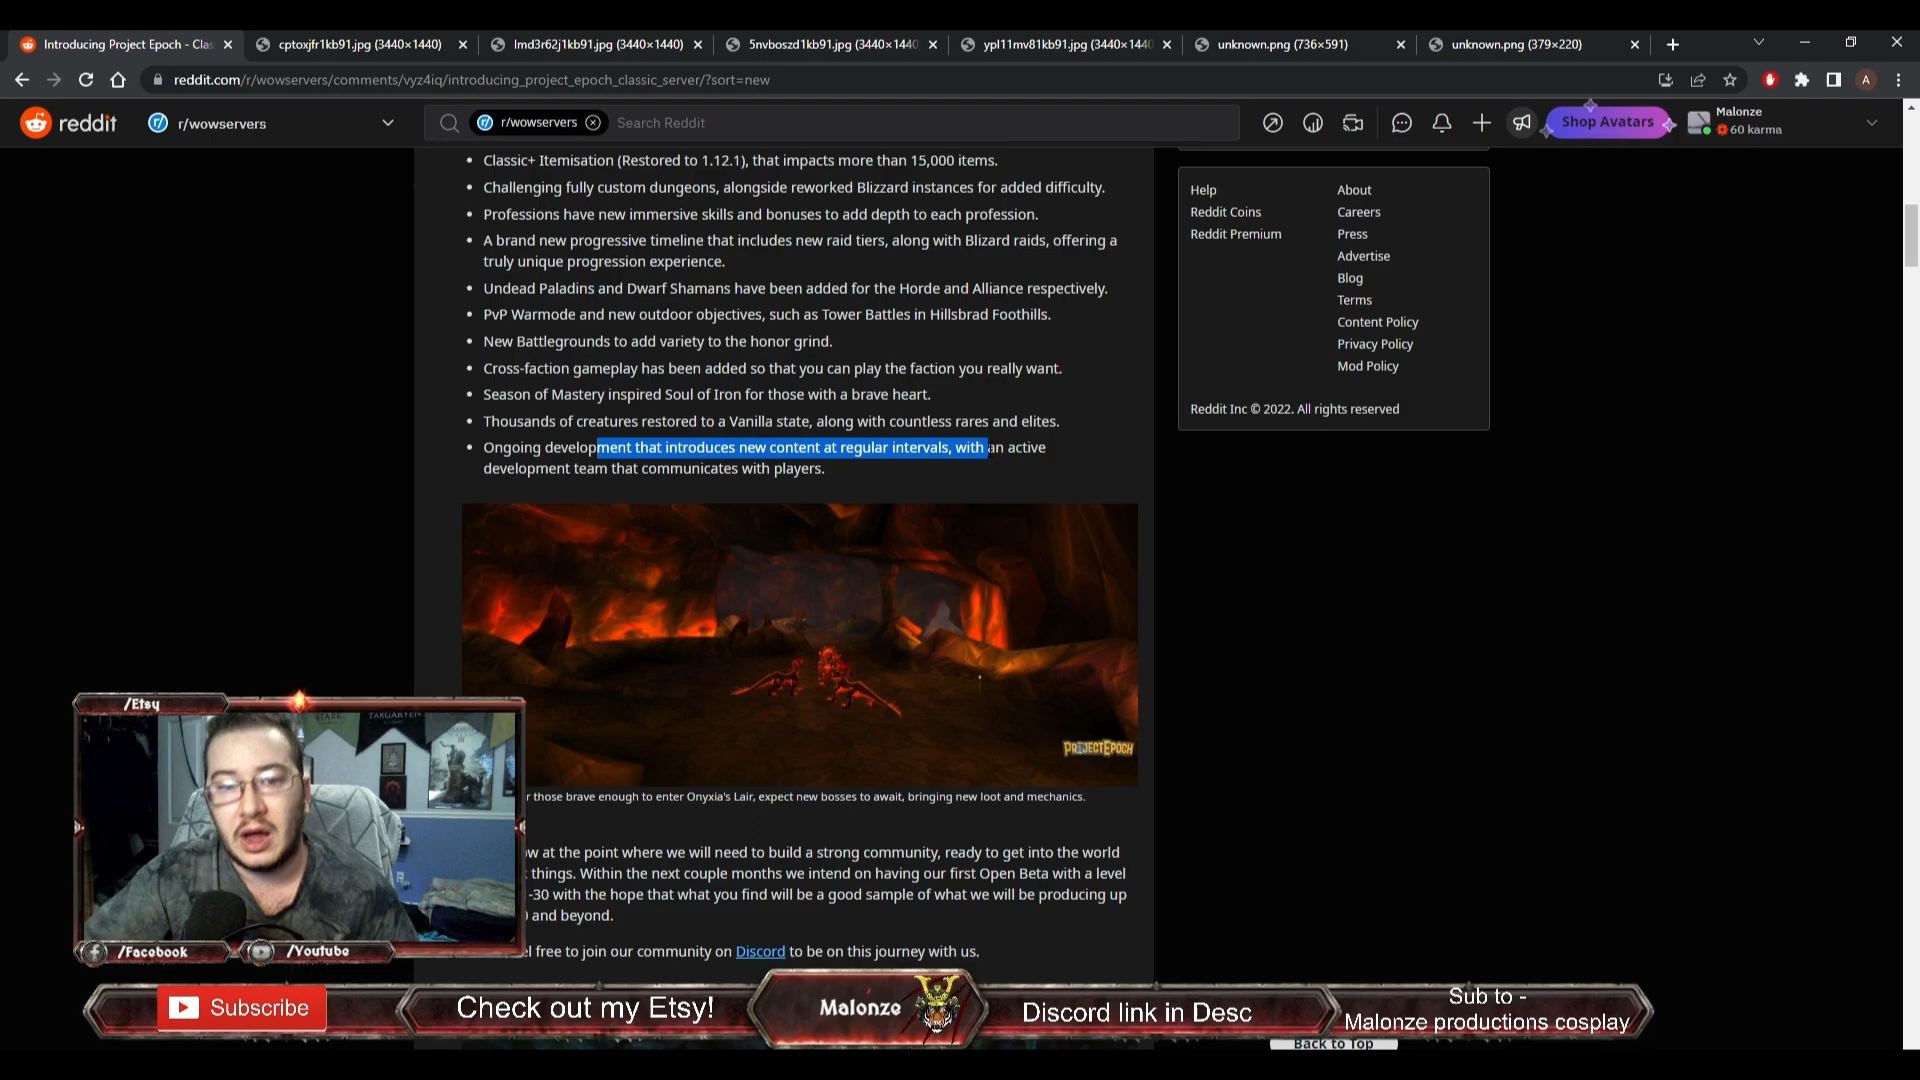 Introducing Project Epoch - Clas
cptoxjfr1kb91.jpg (3440×1440)
lmd3r62j1kb91.jpg (3440×1440)
5nvboszd1kb91.jpg (3440×1440
ypl11mv81kb91.jpg (3440×1440
unknown.png (736×591)
unknown.png (379×220)
reddit.com/r/wowservers/comments/vyz4iq/introducing_project_epoch_classic_server/?sort=new
A
reddit
r/wowservers
r/wowservers
Search Reddit
Shop Avatars
Malonze
60 karma
• Classic+ Itemisation (Restored to 1.12.1), that impacts more than 15,000 items.
• Challenging fully custom dungeons, alongside reworked Blizzard instances for added difficulty.
• Professions have new immersive skills and bonuses to add depth to each profession.
• A brand new progressive timeline that includes new raid tiers, along with Blizard raids, offering a
truly unique progression experience.
• Undead Paladins and Dwarf Shamans have been added for the Horde and Alliance respectively.
• PvP Warmode and new outdoor objectives, such as Tower Battles in Hillsbrad Foothills.
• New Battlegrounds to add variety to the honor grind.
• Cross-faction gameplay has been added so that you can play the faction you really want.
• Season of Mastery inspired Soul of Iron for those with a brave heart.
• Thousands of creatures restored to a Vanilla state, along with countless rares and elites.
• Ongoing development that introduces new content at regular intervals, with an active
development team that communicates with players.
Help
About
Reddit Coins
Careers
Reddit Premium
Press
Advertise
Blog
Terms
Content Policy
Privacy Policy
Mod Policy
Reddit Inc © 2022. All rights reserved
PROJECTEPOCH
r those brave enough to enter Onyxia's Lair, expect new bosses to await, bringing new loot and mechanics.
ow at the point where we will need to build a strong community, ready to get into the world
things. Within the next couple months we intend on having our first Open Beta with a level
-30 with the hope that what you find will be a good sample of what we will be producing up
and beyond.
l free to join our community on Discord to be on this journey with us.
/Etsy
STARK
TARGARYEN
/Facebook
/Youtube
Subscribe
Check out my Etsy!
Malonze
Discord link in Desc
Sub to -
Malonze productions cosplay
Back to Top